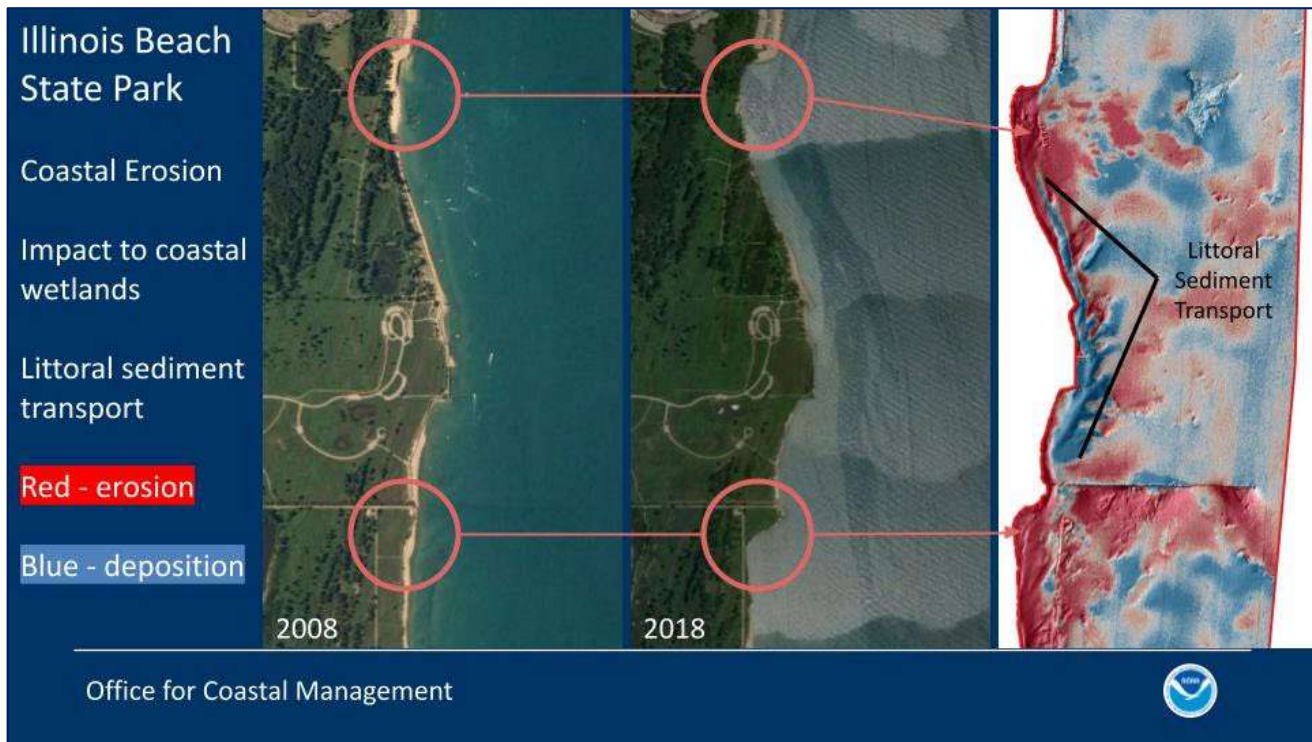 Illinois Beach
State Park
Coastal Erosion
Impact to coastal
wetlands
Littoral sediment
transport
Red - erosion
Blue - deposition
2008
2018
Littoral
Sediment
Transport
Office for Coastal Management
NOAA